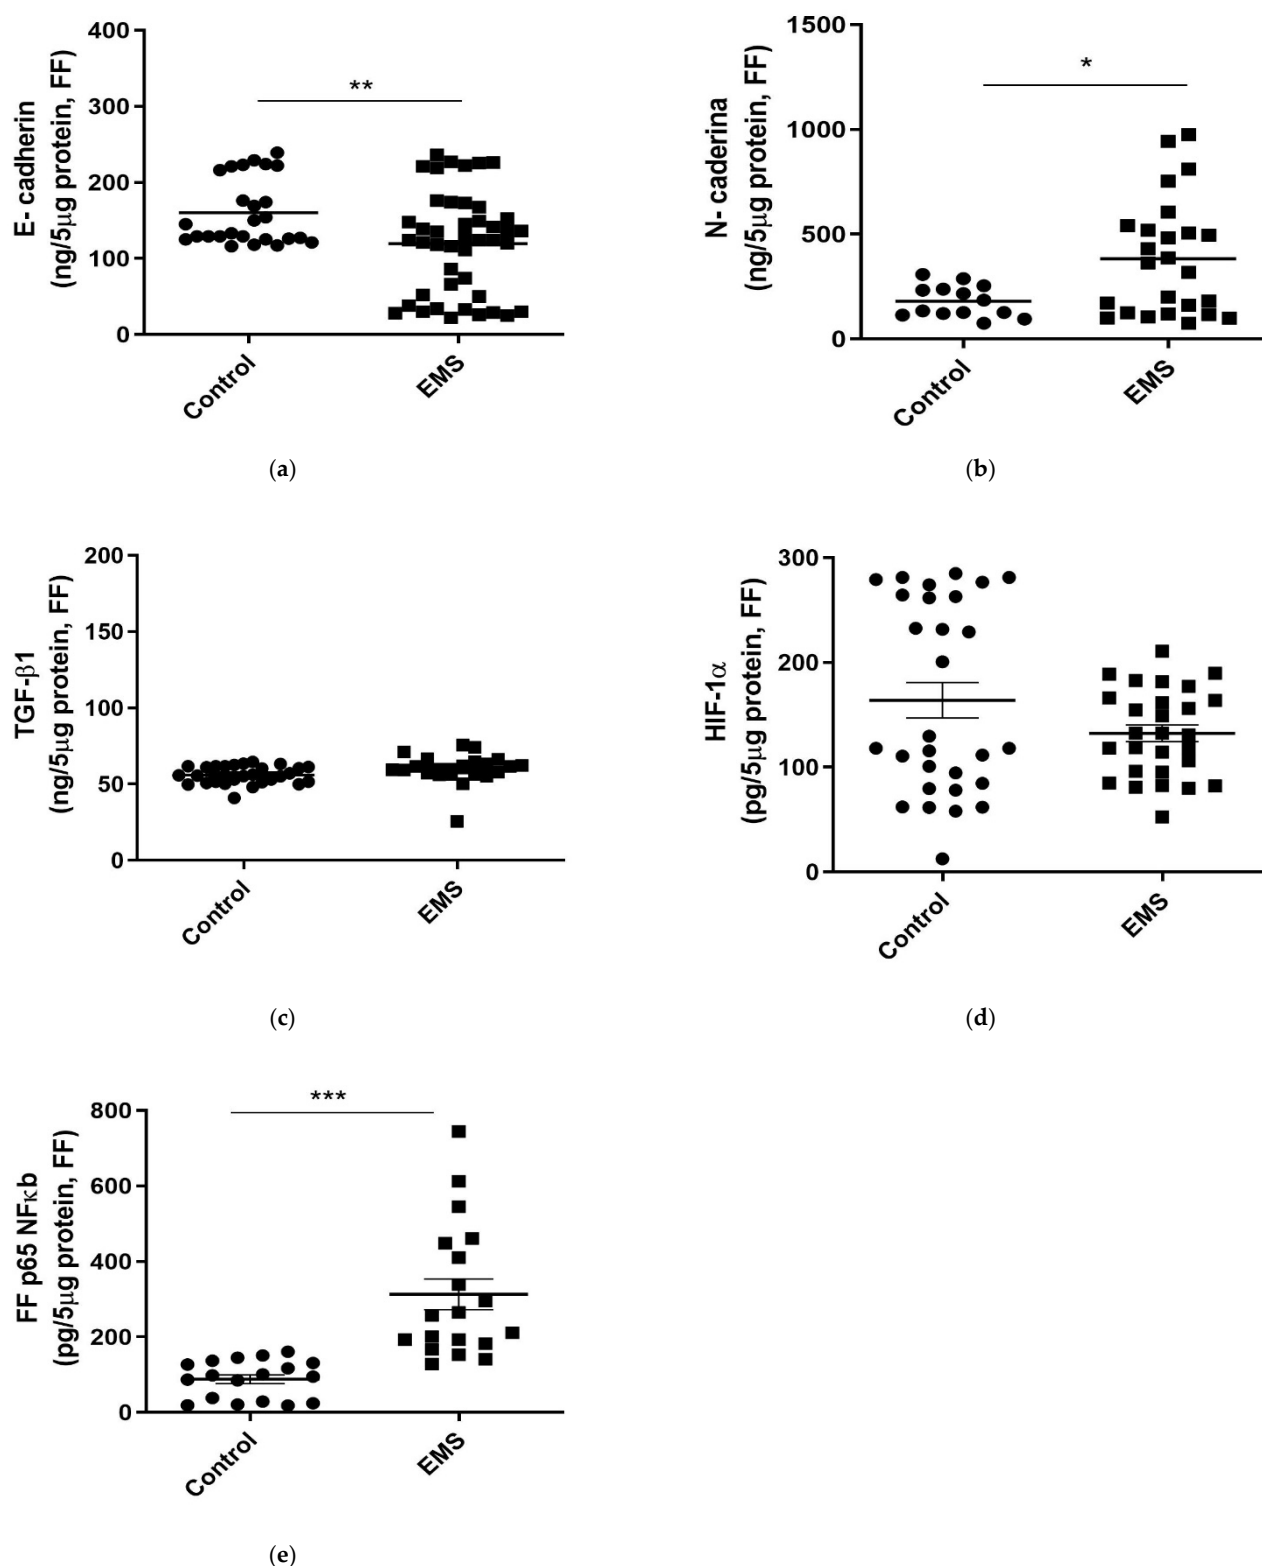 E- cadherin
(ng/5µg protein, FF)
400
300
200
100
0
**
Control
EMS
(a)
N- caderina
(ng/5µg protein, FF)
1500
1000
500
0
*
Control
EMS
(b)
TGF-β1
(ng/5µg protein, FF)
200
150
100
50
0
Control
EMS
(c)
HIF-1α
(pg/5µg protein, FF)
300
200
100
0
Control
EMS
(d)
FF p65 NFκb
(pg/5µg protein, FF)
800
600
400
200
0
***
Control
EMS
(e)